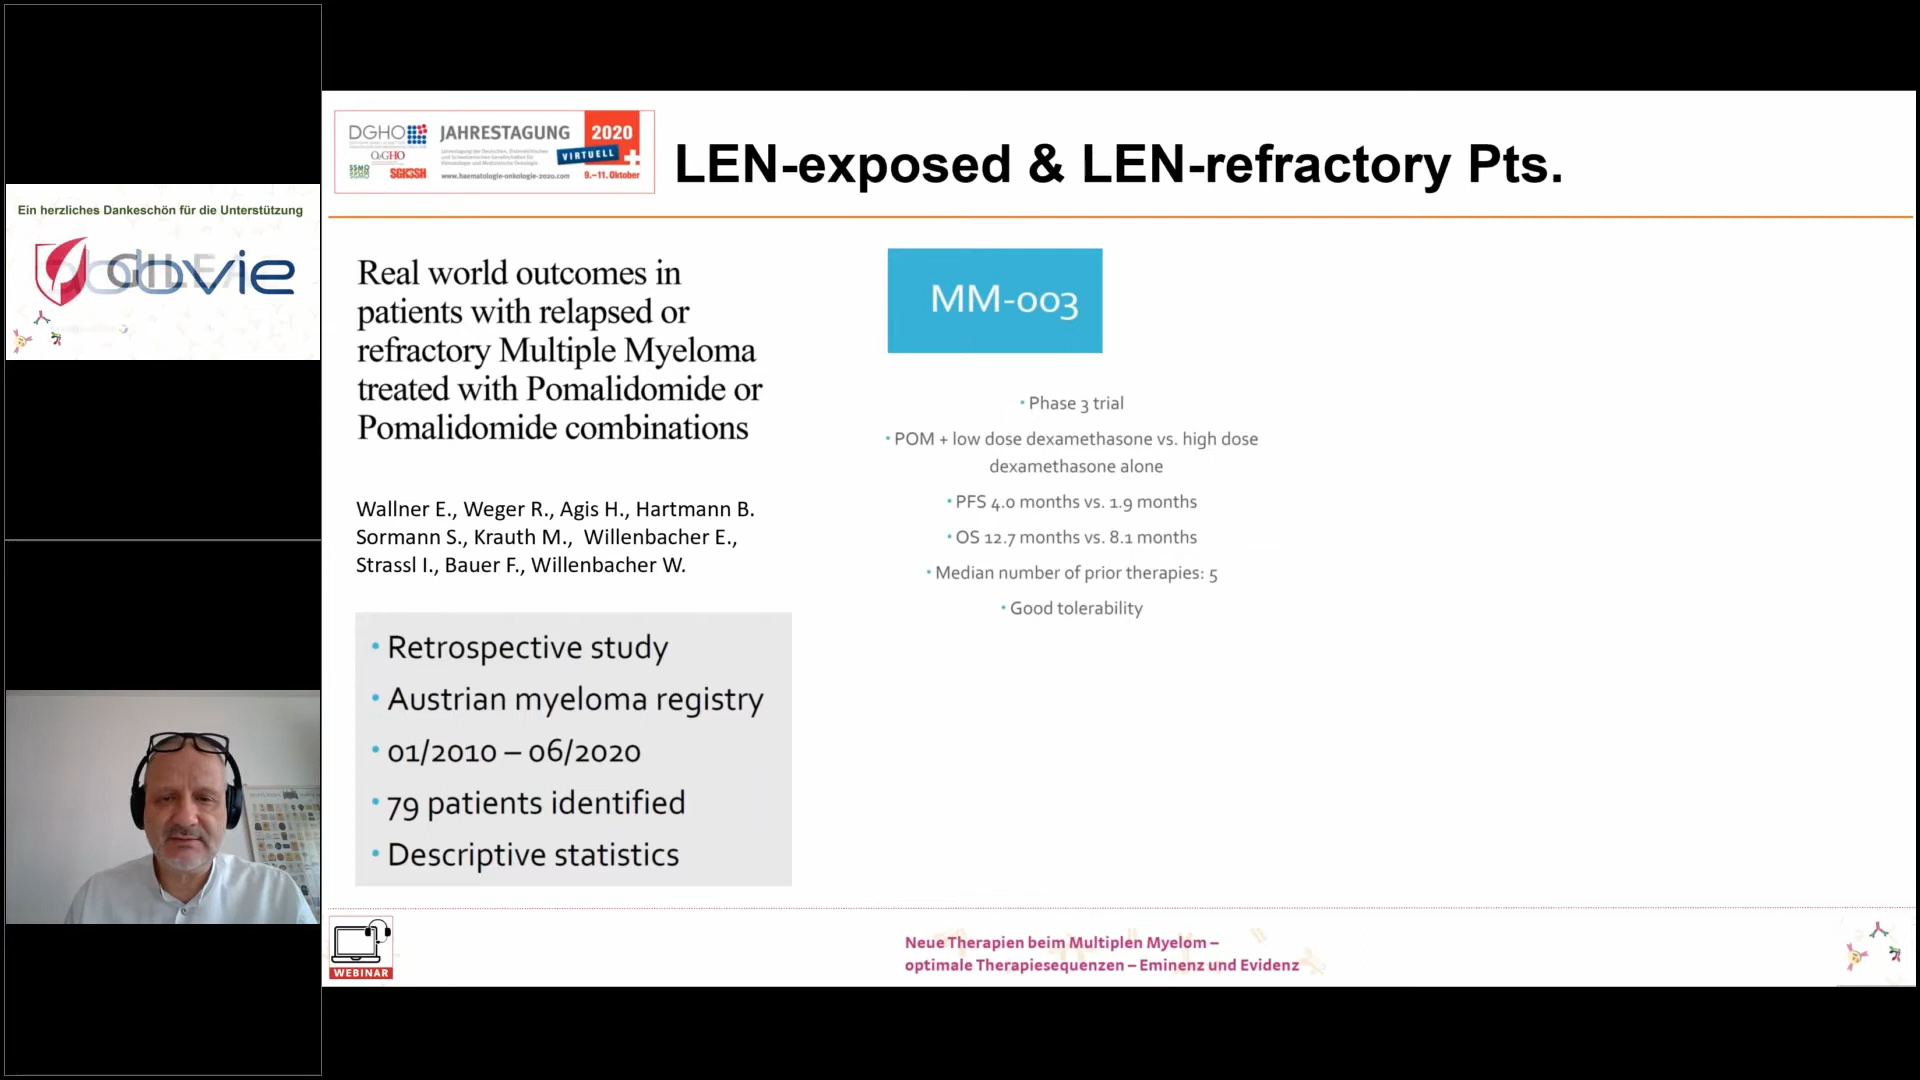 Ein herzliches Dankeschön für die Unterstützung
DGHO
OeGHO
JAHRESTAGUNG
2020
VIRTUELL
www.haematologie-onkologie-2020.com
9.–11. Oktober
LEN-exposed & LEN-refractory Pts.
Real world outcomes in
patients with relapsed or
refractory Multiple Myeloma
treated with Pomalidomide or
Pomalidomide combinations
Wallner E., Weger R., Agis H., Hartmann B.
Sormann S., Krauth M., Willenbacher E.,
Strassl I., Bauer F., Willenbacher W.
• Retrospective study
• Austrian myeloma registry
• 01/2010 – 06/2020
• 79 patients identified
• Descriptive statistics
MM-003
• Phase 3 trial
• POM + low dose dexamethasone vs. high dose
dexamethasone alone
• PFS 4.0 months vs. 1.9 months
• OS 12.7 months vs. 8.1 months
• Median number of prior therapies: 5
• Good tolerability
WEBINAR
Neue Therapien beim Multiplen Myelom –
optimale Therapiesequenzen – Eminenz und Evidenz